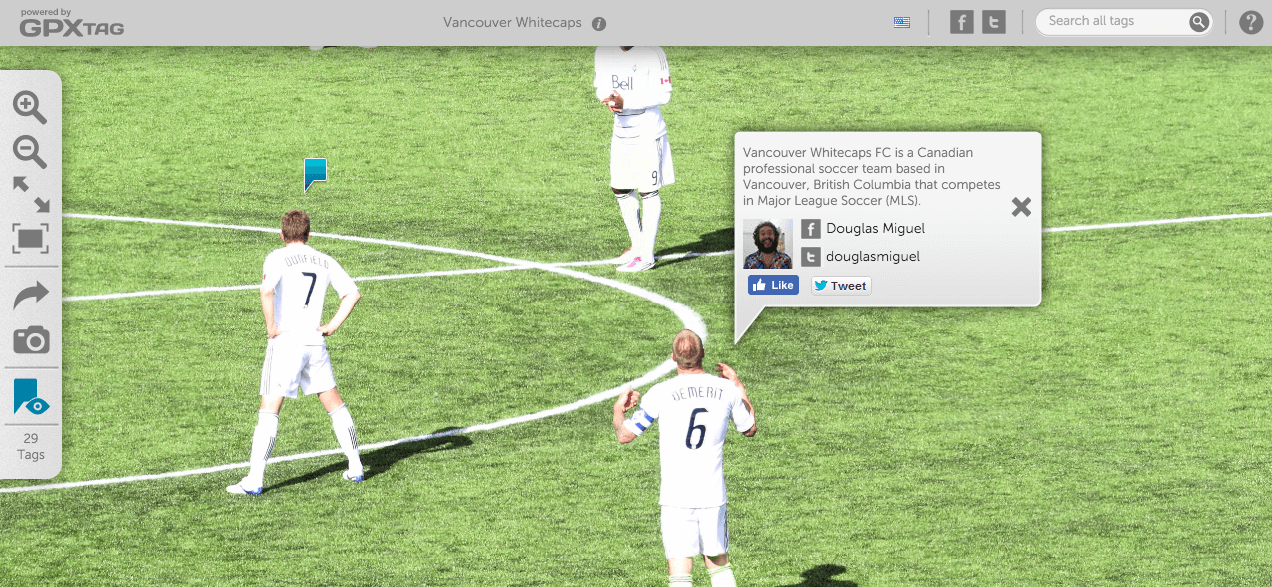 powered by
GPXTAG
Vancouver Whitecaps i
f t
Search all tags
?
Bell
9
Vancouver Whitecaps FC is a Canadian
professional soccer team based in
Vancouver, British Columbia that competes
in Major League Soccer (MLS).
f Douglas Miguel
t douglasmiguel
Like
Tweet
DUNFIELD
7
DEMERIT
6
29
Tags